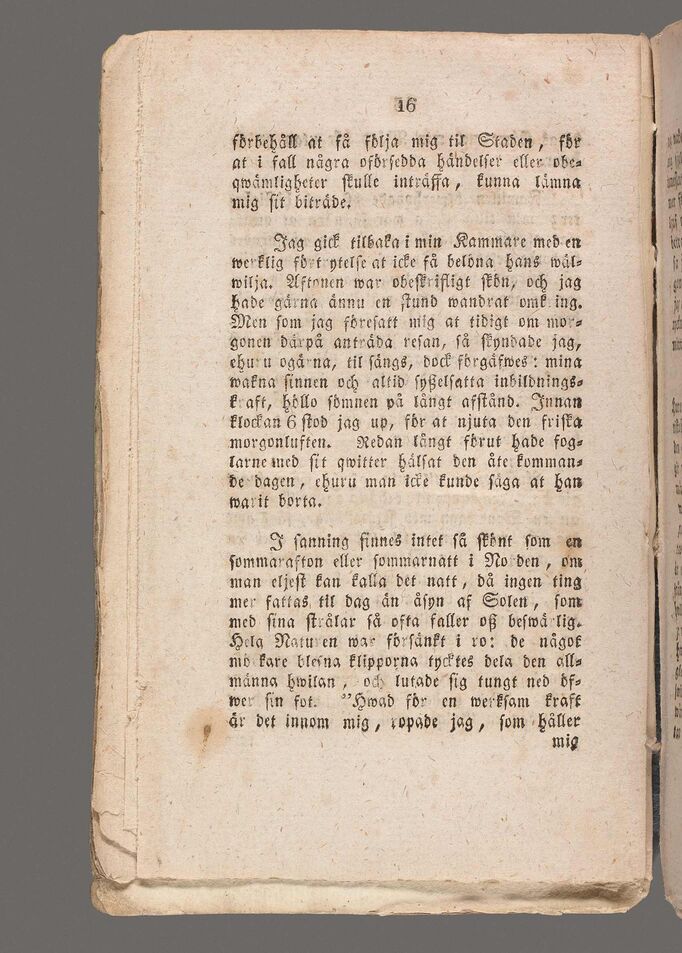 16
förbehåll at få följa mig til Staden, för
at i fall några oförsedda händelser eller obe-
qwämligheter skulle inträffa, kunna lämna
mig sit biträde.
Jag gick tilbaka i min Kammare med en
werklig förtrytelse at icke få belöna hans wäl-
wilja. Aftonen war obeskrifligt skön, och jag
hade gärna ännu en stund wandrat omkring.
Men som jag föresatt mig at tidigt om mor-
gonen därpå anträda resan, så skyndade jag,
ehuru ogärna, til sängs, dock förgäfwes: mina
wakna sinnen och altid sysselsatta inbildnings-
kraft, höllo sömnen på långt afstånd. Innan
klockan 6 stod jag up, för at njuta den friska
morgonluften. Redan långt förut hade fog-
larne med sit qwitter hälsat den åte komman-
de dagen, ehuru man icke kunde säga at han
warit borta.
I sanning finnes intet så skönt som en
sommarafton eller sommarnatt i Norden, om
man eljest kan kalla det natt, då ingen ting
mer fattas til dag än åsyn af Solen, som
med sina strålar så ofta faller oss beswärlig.
Hela Naturen war försänkt i ro: de något
mörkare blesna klipporna tycktes dela den all-
männa hwilan, och lutade sig tungt ned öf-
wer sin fot. "Hwad för en werksam kraft
är det innom mig, ropade jag, som håller
mig